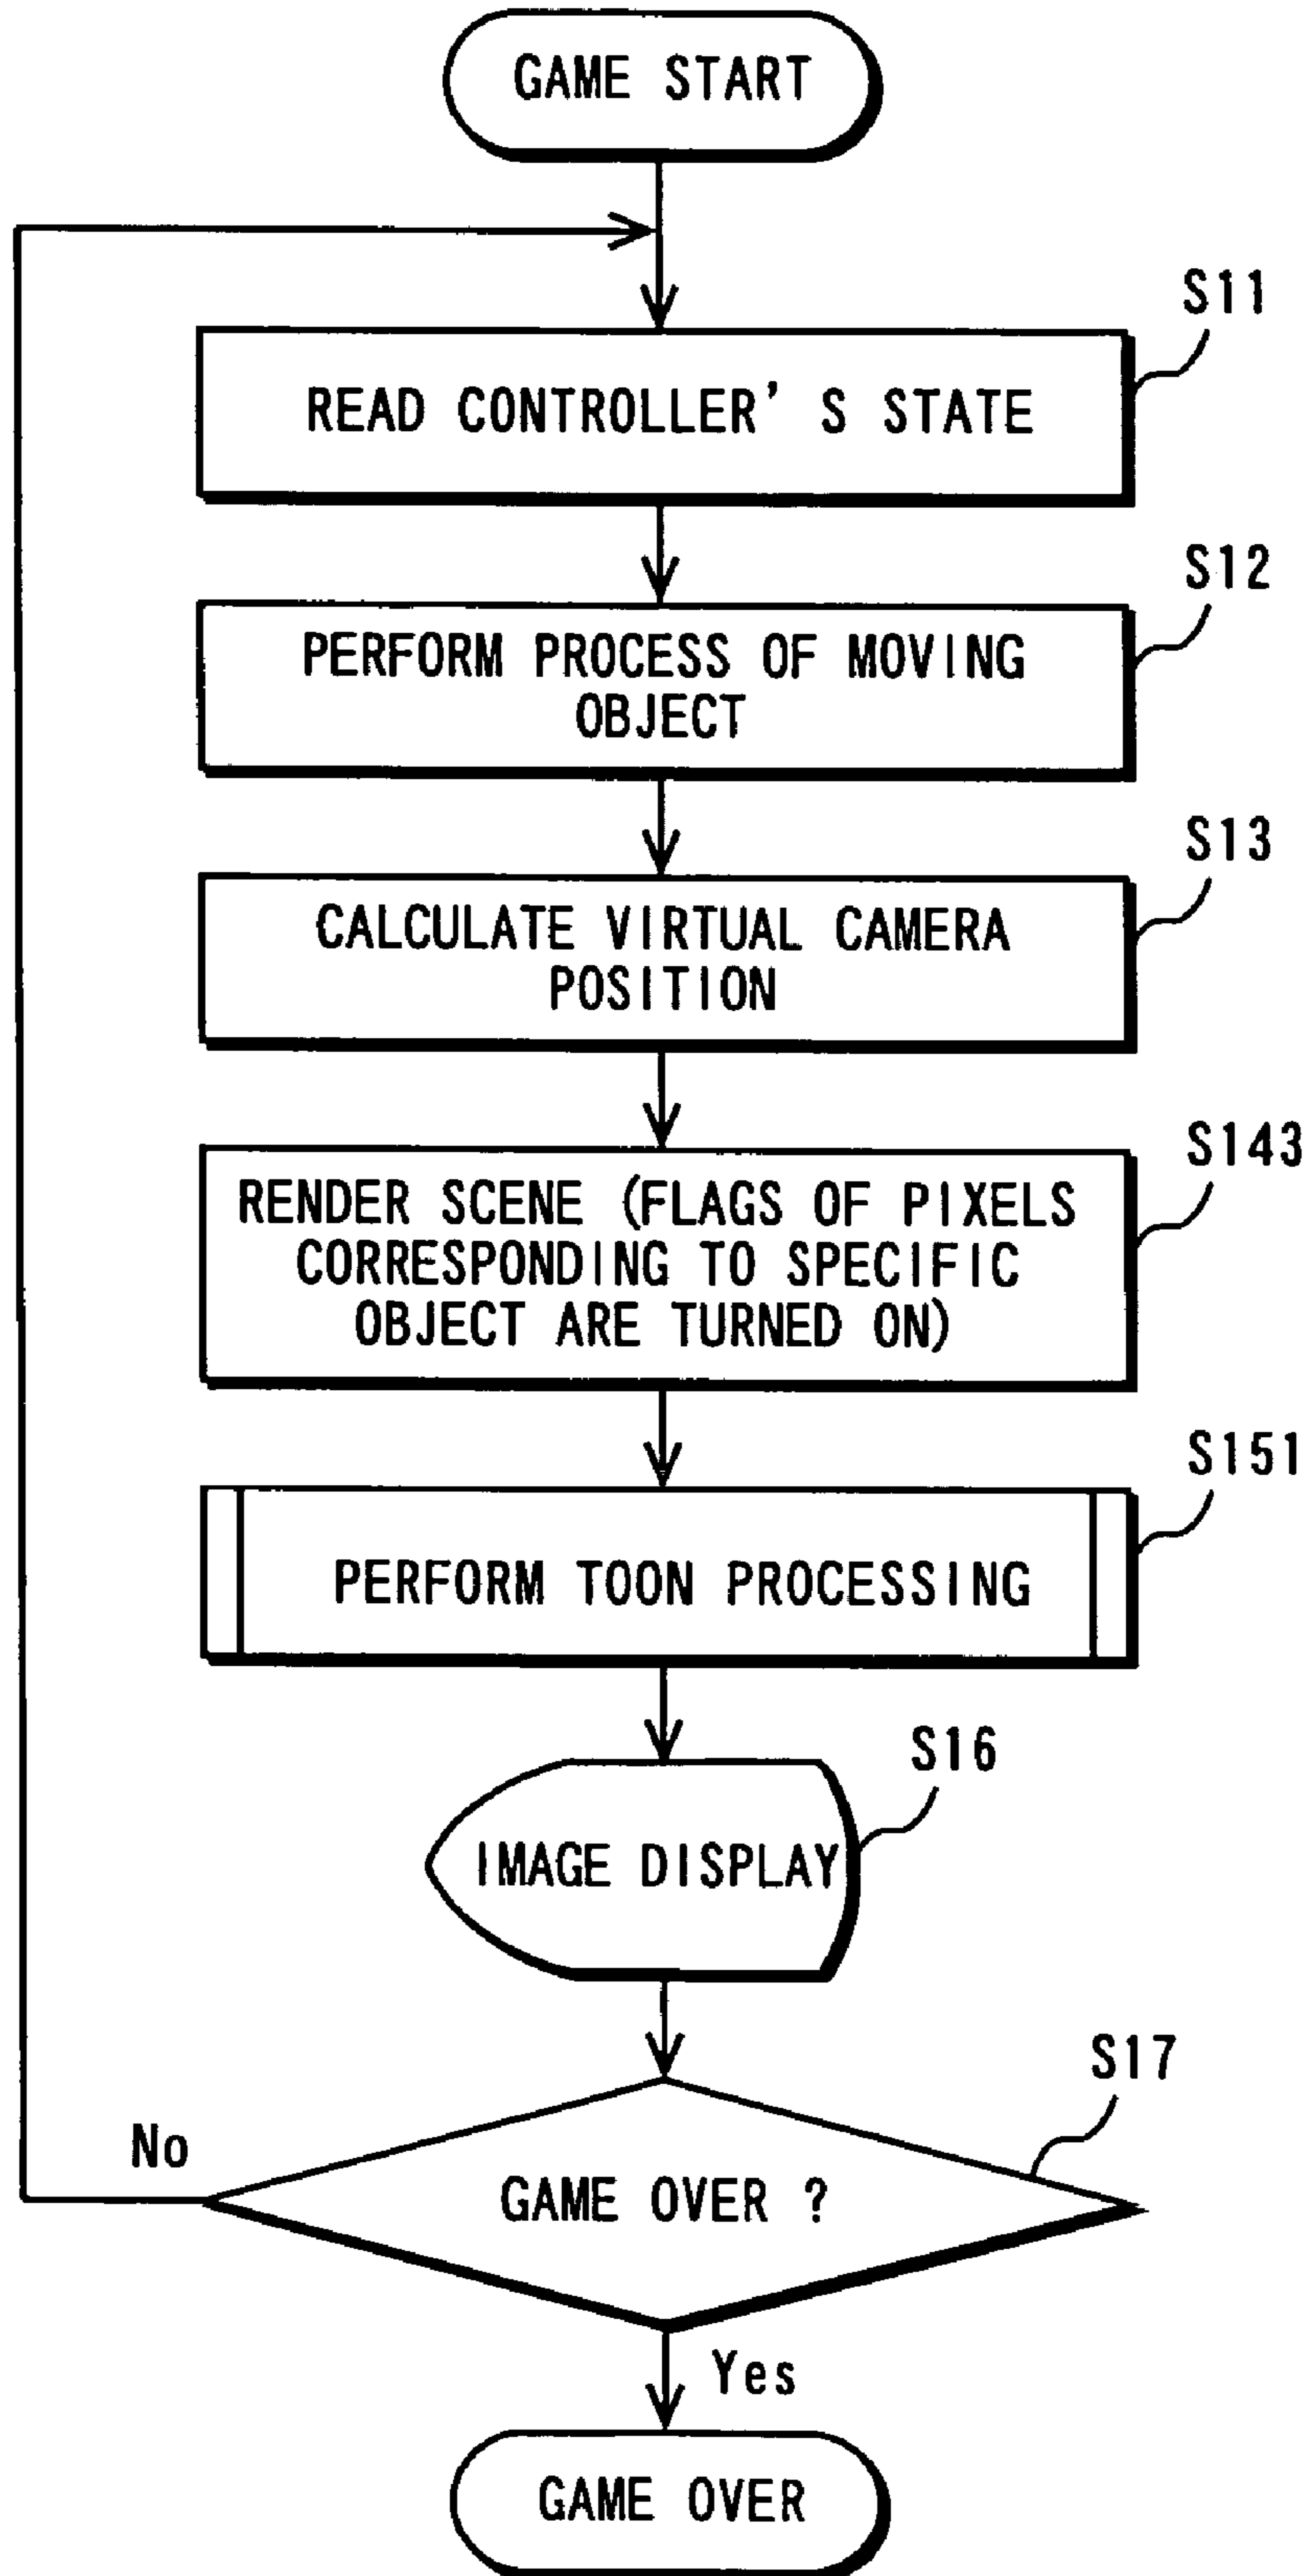 GAME START
S11
READ CONTROLLER' S STATE
S12
PERFORM PROCESS OF MOVING
OBJECT
S13
CALCULATE VIRTUAL CAMERA
POSITION
S143
RENDER SCENE (FLAGS OF PIXELS
CORRESPONDING TO SPECIFIC
OBJECT ARE TURNED ON)
S151
PERFORM TOON PROCESSING
S16
IMAGE DISPLAY
S17
No
GAME OVER ?
Yes
GAME OVER